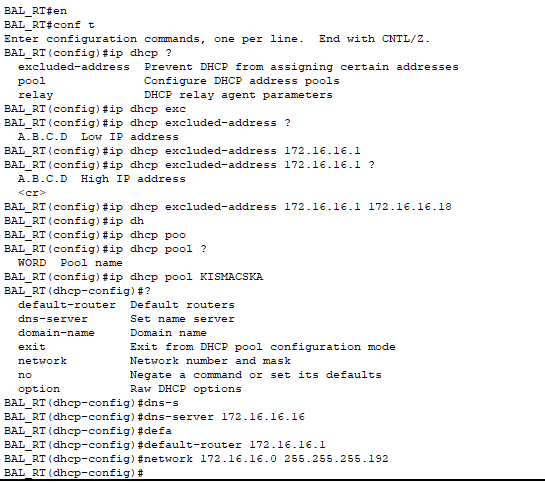 BAL_RT#en
BAL_RT#conf t
Enter configuration commands, one per line.  End with CNTL/Z.
BAL_RT(config)#ip dhcp ?
  excluded-address  Prevent DHCP from assigning certain addresses
  pool              Configure DHCP address pools
  relay             DHCP relay agent parameters
BAL_RT(config)#ip dhcp exc
BAL_RT(config)#ip dhcp excluded-address ?
  A.B.C.D  Low IP address
BAL_RT(config)#ip dhcp excluded-address 172.16.16.1
BAL_RT(config)#ip dhcp excluded-address 172.16.16.1 ?
  A.B.C.D  High IP address
  <cr>
BAL_RT(config)#ip dhcp excluded-address 172.16.16.1 172.16.16.18
BAL_RT(config)#ip dh
BAL_RT(config)#ip dhcp poo
BAL_RT(config)#ip dhcp pool ?
  WORD  Pool name
BAL_RT(config)#ip dhcp pool KISMACSKA
BAL_RT(dhcp-config)#?
  default-router  Default routers
  dns-server      Set name server
  domain-name     Domain name
  exit            Exit from DHCP pool configuration mode
  network         Network number and mask
  no              Negate a command or set its defaults
  option          Raw DHCP options
BAL_RT(dhcp-config)#dns-s
BAL_RT(dhcp-config)#dns-server 172.16.16.16
BAL_RT(dhcp-config)#defa
BAL_RT(dhcp-config)#default-router 172.16.16.1
BAL_RT(dhcp-config)#network 172.16.16.0 255.255.255.192
BAL_RT(dhcp-config)#